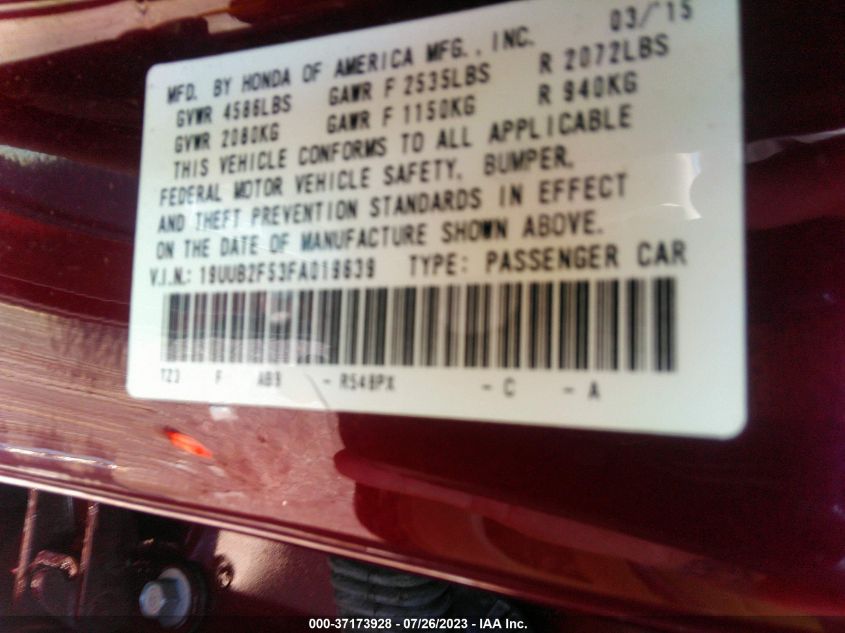 03/'15
MFD. BY HONDA OF AMERICA MFG., INC.
GVWR 4586LBS GAWR F 2535LBS R 2072LBS
GVWR 2080KG GAWR F 1150KG R 940KG
THIS VEHICLE CONFORMS TO ALL APPLICABLE
FEDERAL MOTOR VEHICLE SAFETY, BUMPER,
AND THEFT PREVENTION STANDARDS IN EFFECT
ON THE DATE OF MANUFACTURE SHOWN ABOVE.
V.I.N.: 19UUB2F53FA019639 TYPE: PASSENGER CAR
TZ3 F AB9 - R548PX - C - A
000-37173928 - 07/26/2023 - IAA Inc.